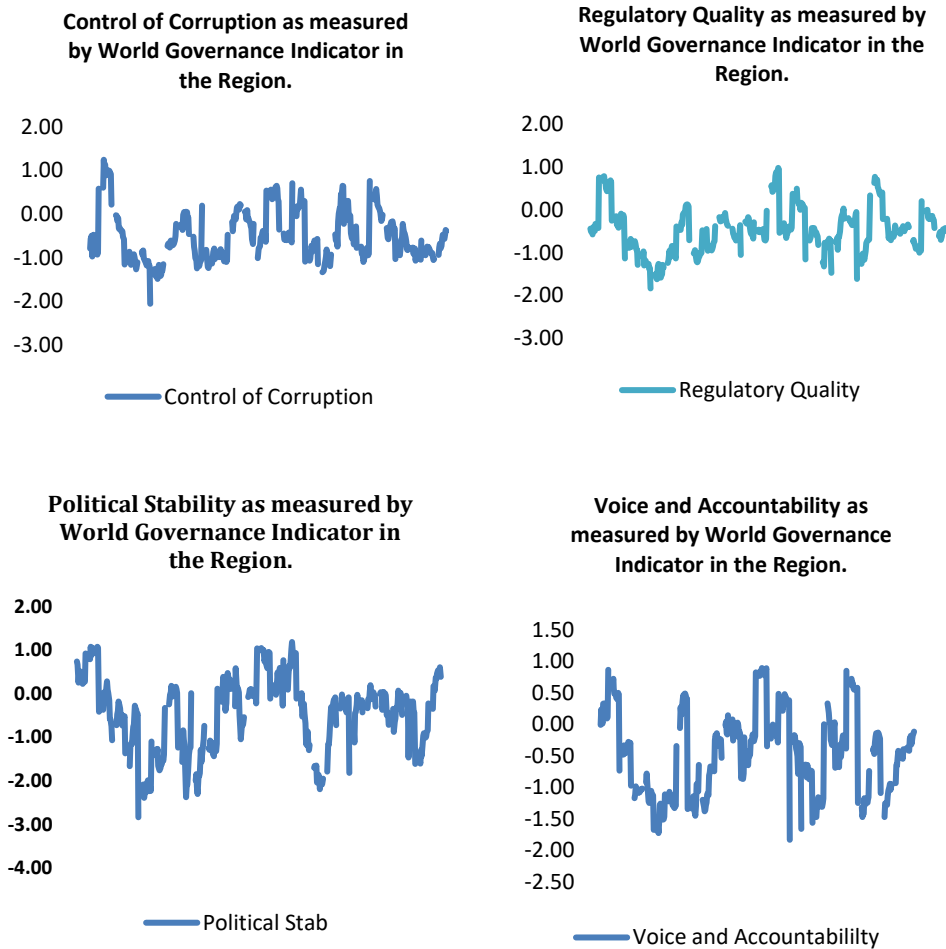 Control of Corruption as measured
by World Governance Indicator in
the Region.
2.00
1.00
0.00
-1.00
-2.00
-3.00
Control of Corruption
Regulatory Quality as measured by
World Governance Indicator in the
Region.
2.00
1.00
0.00
-1.00
-2.00
-3.00
Regulatory Quality
Political Stability as measured by
World Governance Indicator in
the Region.
2.00
1.00
0.00
-1.00
-2.00
-3.00
-4.00
Political Stab
Voice and Accountability as
measured by World Governance
Indicator in the Region.
1.50
1.00
0.50
0.00
-0.50
-1.00
-1.50
-2.00
-2.50
Voice and Accountabililty